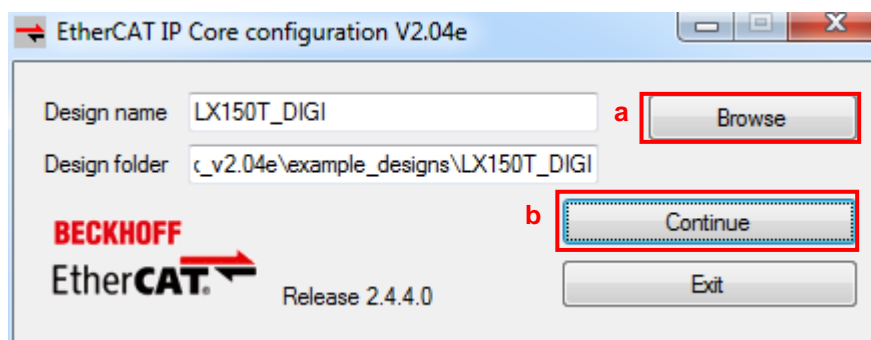 EtherCAT IP Core configuration V2.04e
Design name LX150T_DIGI a Browse
Design folder _v2.04e\example_designs\LX150T_DIGI
b Continue
BECKHOFF
EtherCAT.
Release 2.4.4.0 Exit